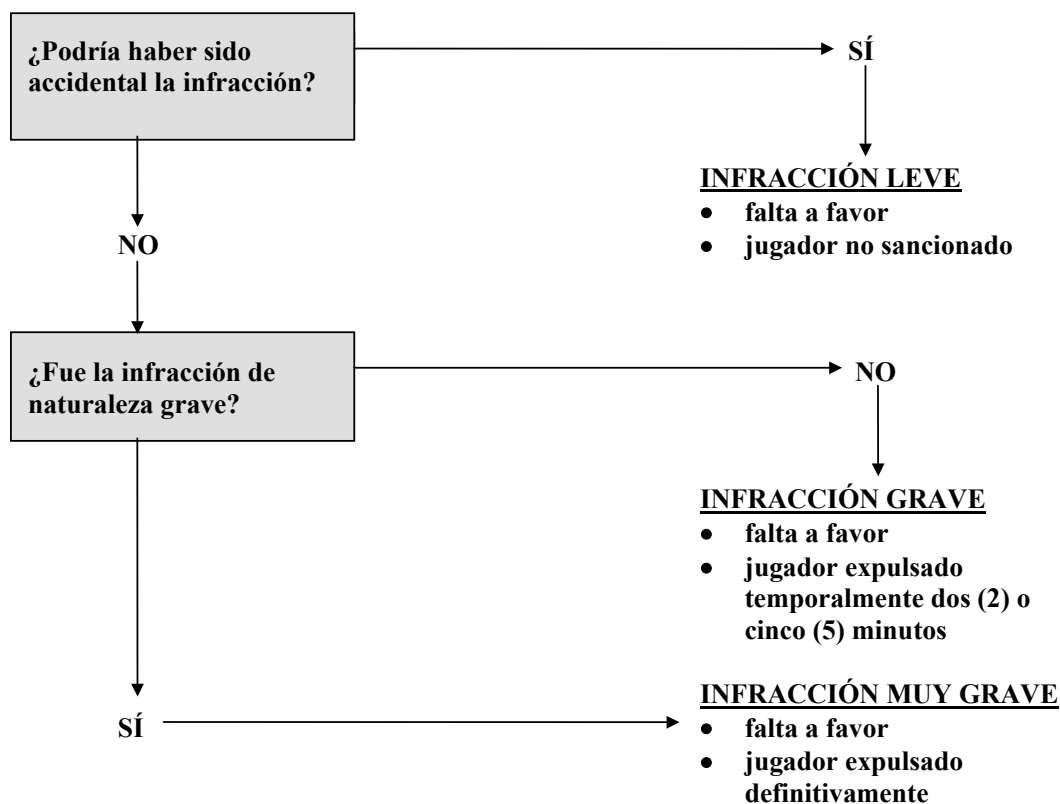 ¿Podría haber sido
accidental la infracción?
SÍ
INFRACCIÓN LEVE
• falta a favor
• jugador no sancionado
NO
¿Fue la infracción de
naturaleza grave?
NO
INFRACCIÓN GRAVE
• falta a favor
• jugador expulsado
temporalmente dos (2) o
cinco (5) minutos
SÍ
INFRACCIÓN MUY GRAVE
• falta a favor
• jugador expulsado
definitivamente